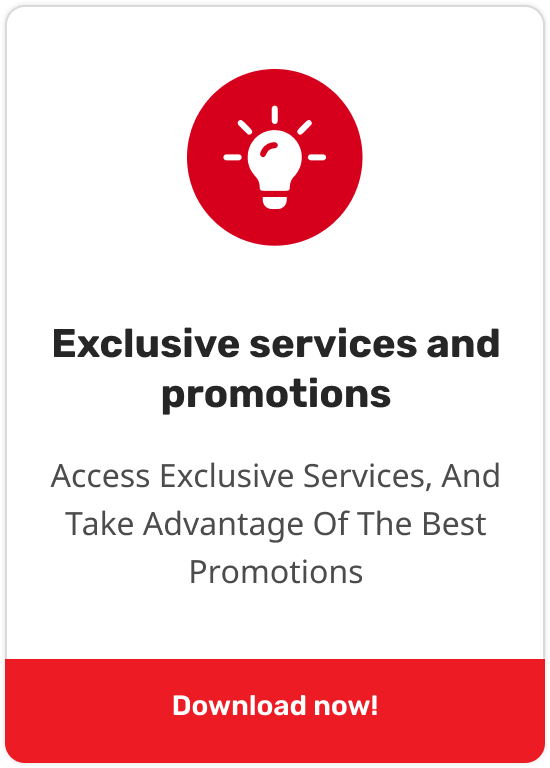 Exclusive services and
promotions
Access Exclusive Services, And
Take Advantage Of The Best
Promotions
Download now!